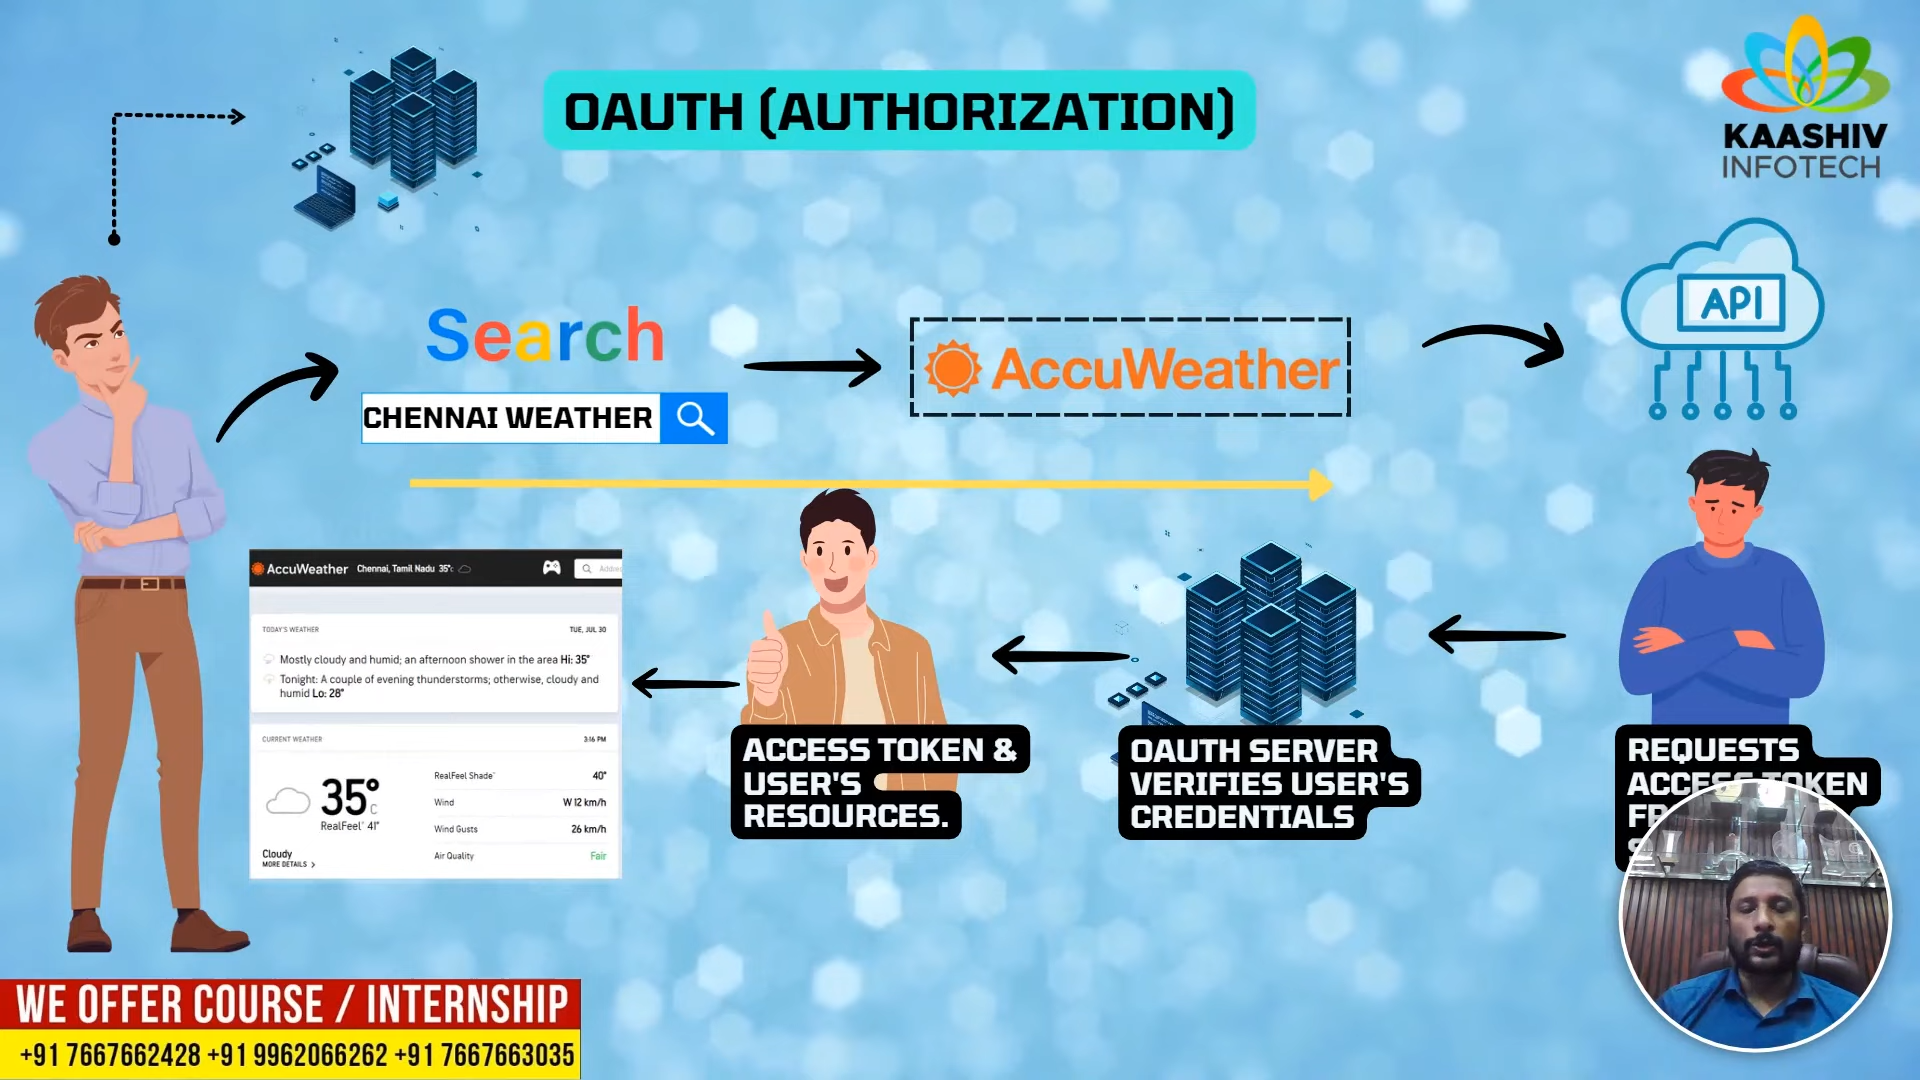 OAUTH (AUTHORIZATION)
KAASHIV
INFOTECH
Search
CHENNAI WEATHER
AccuWeather
API
AccuWeather Chennai, Tamil Nadu 35°c
TODAY'S WEATHER TUE, JUL 30
Mostly cloudy and humid; an afternoon shower in the area Hi: 35°
Tonight: A couple of evening thunderstorms; otherwise, cloudy and
humid Lo: 28°
CURRENT WEATHER 3:16 PM
35° C
RealFeel® 41°
Cloudy
MORE DETAILS >
RealFeel Shade™ 40°
Wind W 12 km/h
Wind Gusts 26 km/h
Air Quality Fair
ACCESS TOKEN &
USER'S
RESOURCES.
OAUTH SERVER
VERIFIES USER'S
CREDENTIALS
REQUESTS
ACCESS TOKEN
WE OFFER COURSE / INTERNSHIP
+91 7667662428 +91 9962066262 +91 7667663035